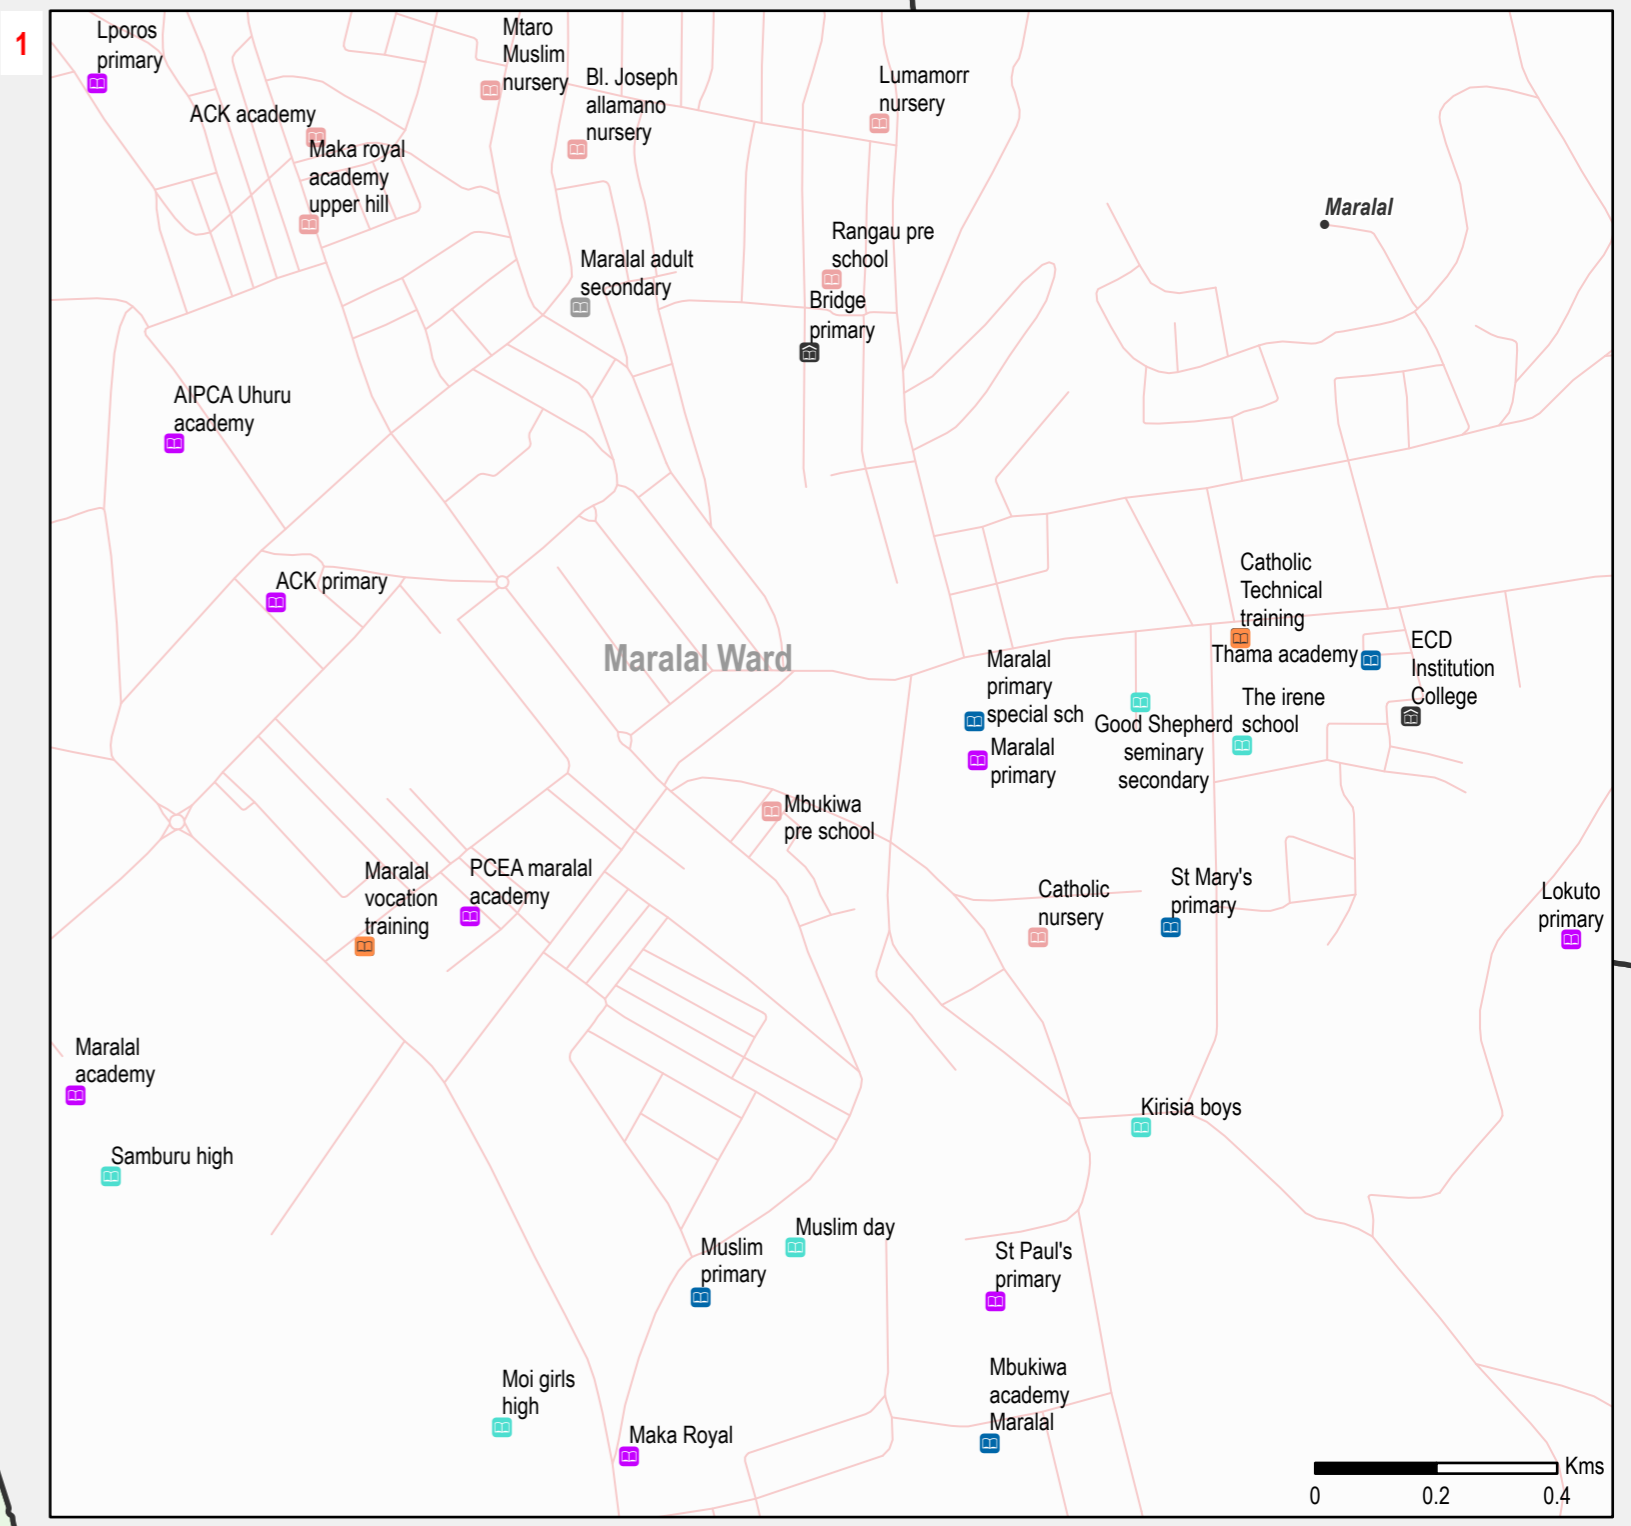 1
Lporos
primary
ACK academy
Maka royal
academy
upper hill
Mtaro
Muslim
nursery
Bl. Joseph
allamano
nursery
Lumamorr
nursery
Maralal
Rangau pre
school
Bridge
primary
Maralal adult
secondary
AIPCA Uhuru
academy
ACK primary
Maralal Ward
Catholic
Technical
training
Thama academy
ECD
Institution
College
Maralal
primary
special sch
Maralal
primary
Good Shepherd
seminary
secondary
The irene
school
Mbukiwa
pre school
Maralal
vocation
training
PCEA maralal
academy
Catholic
nursery
St Mary's
primary
Lokuto
primary
Maralal
academy
Samburu high
Kirisia boys
Muslim day
Muslim
primary
St Paul's
primary
Moi girls
high
Maka Royal
Mbukiwa
academy
Maralal
Kms
0 0.2 0.4